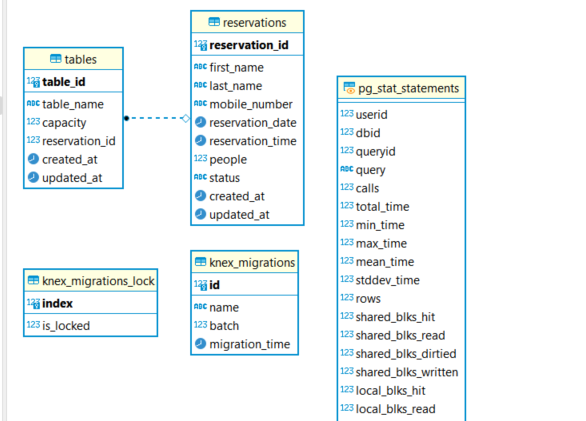 tables
123 table_id
ABC table_name
123 capacity
123 reservation_id
created_at
updated_at
reservations
123 reservation_id
ABC first_name
ABC last_name
ABC mobile_number
reservation_date
reservation_time
123 people
ABC status
created_at
updated_at
pg_stat_statements
123 userid
123 dbid
123 queryid
ABC query
123 calls
123 total_time
123 min_time
123 max_time
123 mean_time
123 stddev_time
123 rows
123 shared_blks_hit
123 shared_blks_read
123 shared_blks_dirtied
123 shared_blks_written
123 local_blks_hit
123 local_blks_read
knex_migrations_lock
123 index
123 is_locked
knex_migrations
123 id
ABC name
123 batch
migration_time